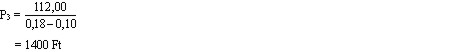 P₃ = 112,00 / 0,18 – 0,10
= 1400 Ft